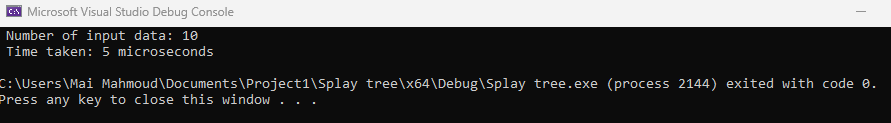 Microsoft Visual Studio Debug Console
Number of input data: 10
Time taken: 5 microseconds
C:\Users\Mai Mahmoud\Documents\Project1\Splay tree\x64\Debug\Splay tree.exe (process 2144) exited with code 0.
Press any key to close this window . . .